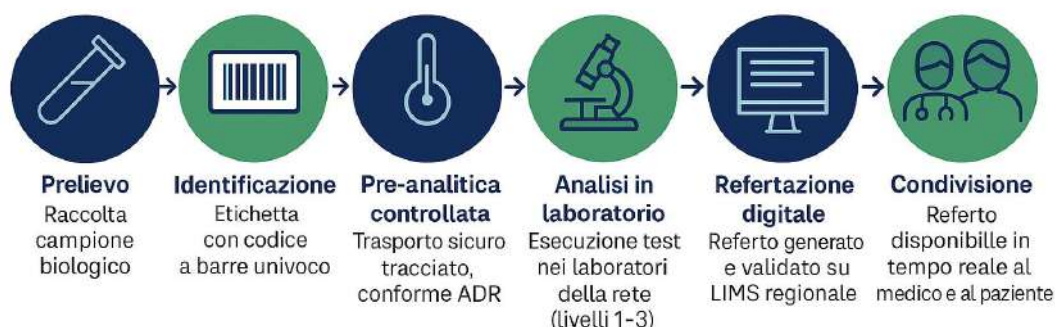 Prelievo
Raccolta
campione
biologico
Identificazione
Etichetta
con codice
a barre univoco
Pre-analitica
controllata
Trasporto sicuro
tracciato,
conforme ADR
Analisi in
laboratorio
Esecuzione test
nei laboratori
della rete
(livelli 1-3)
Refertazione
digitale
Referto generato
e validato su
LIMS regionale
Condivisione
Referto
disponibille in
tempo reale al
medico e al paziente